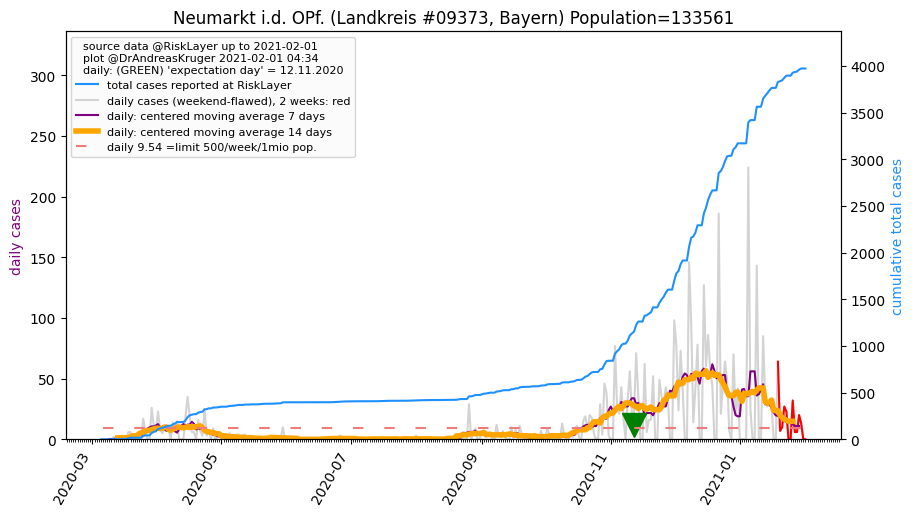 Neumarkt i.d. OPf. (Landkreis #09373, Bayern) Population=133561
source data @RiskLayer up to 2021-02-01
plot @DrAndreasKruger 2021-02-01 04:34
daily: (GREEN) 'expectation day' = 12.11.2020
total cases reported at RiskLayer
daily cases (weekend-flawed), 2 weeks: red
daily: centered moving average 7 days
daily: centered moving average 14 days
daily 9.54 =limit 500/week/1mio pop.
daily cases
300
250
200
150
100
50
0
cumulative total cases
4000
3500
3000
2500
2000
1500
1000
500
0
2020-03
2020-05
2020-07
2020-09
2020-11
2021-01